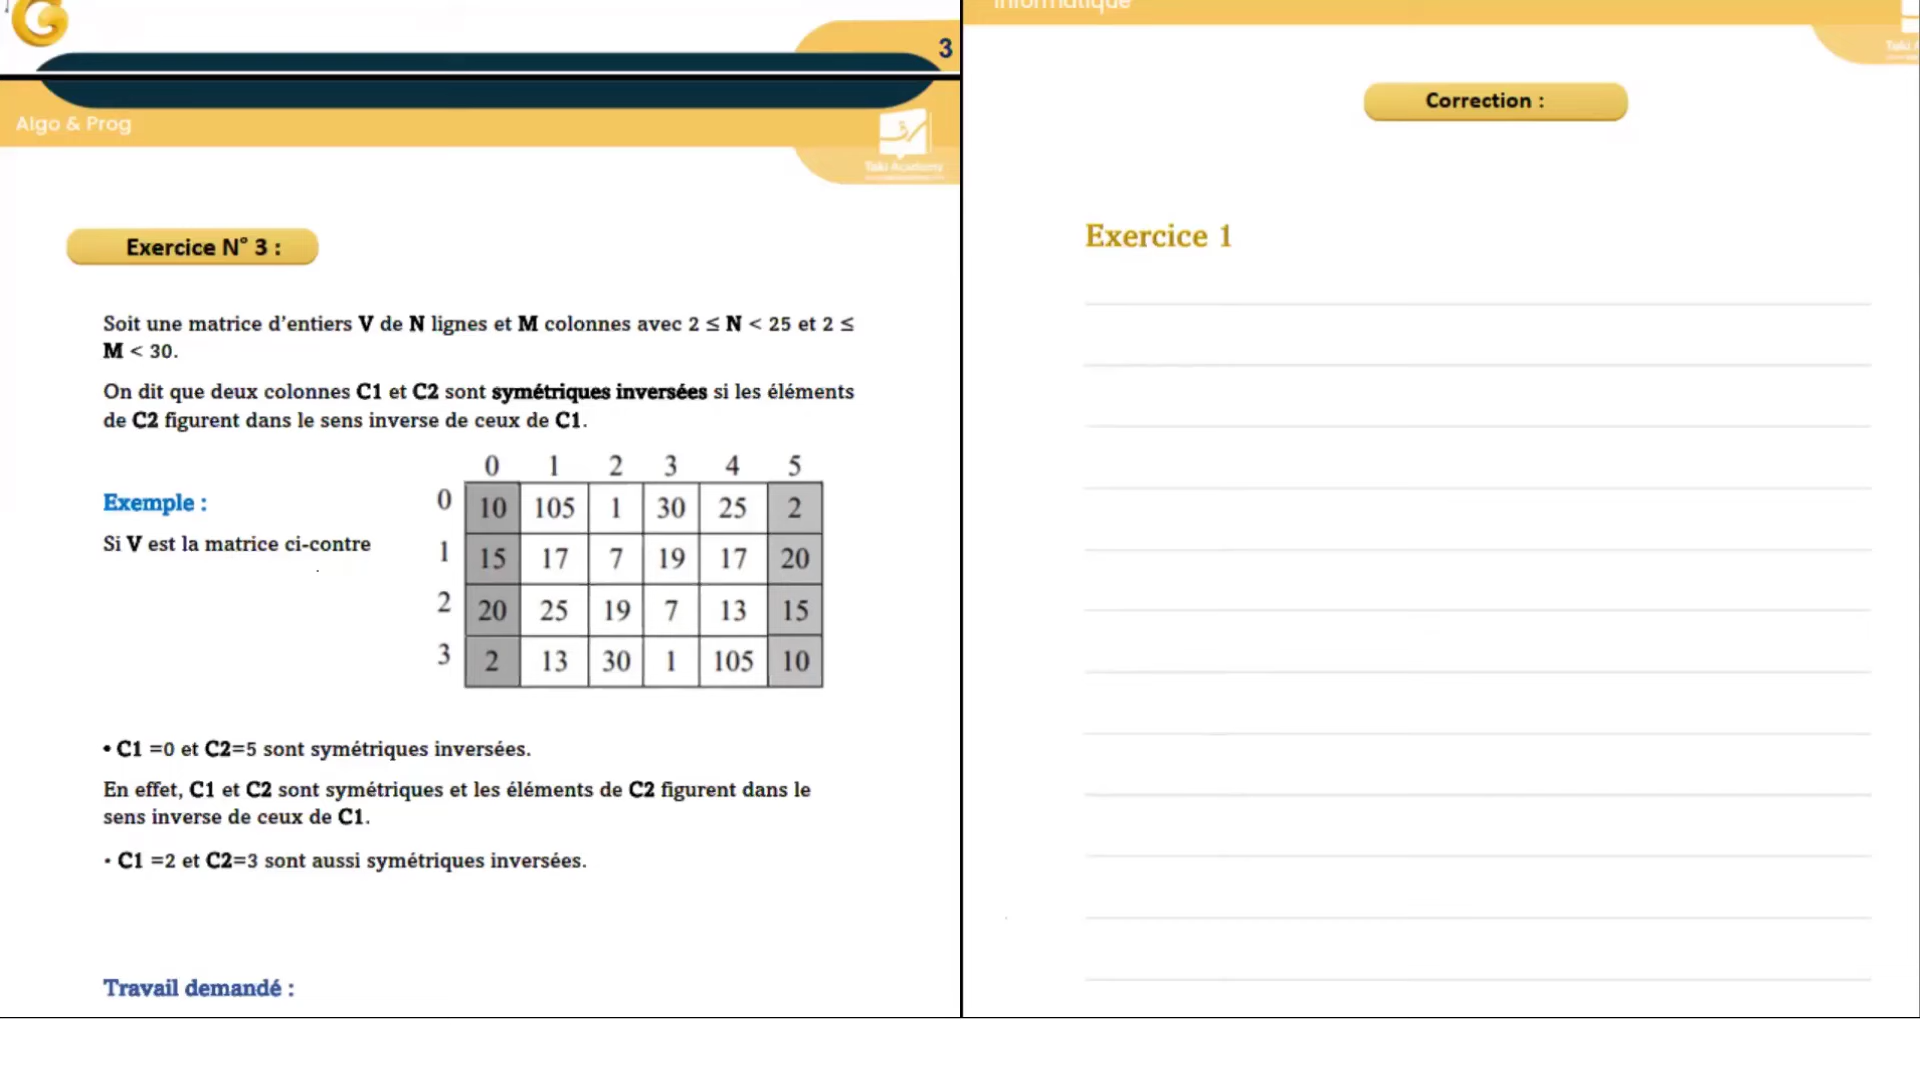 3
Algo & Prog
Taki Academy
Exercice N° 3 :
Soit une matrice d'entiers V de N lignes et M colonnes avec 2 ≤ N < 25 et 2 ≤
M < 30.
On dit que deux colonnes C1 et C2 sont symétriques inversées si les éléments
de C2 figurent dans le sens inverse de ceux de C1.
0 1 2 3 4 5
Exemple :
Si V est la matrice ci-contre
0 10 105 1 30 25 2
1 15 17 7 19 17 20
2 20 25 19 7 13 15
3 2 13 30 1 105 10
• C1 =0 et C2=5 sont symétriques inversées.
En effet, C1 et C2 sont symétriques et les éléments de C2 figurent dans le
sens inverse de ceux de C1.
• C1 =2 et C2=3 sont aussi symétriques inversées.
Travail demandé :
Informatique
Taki A
Correction :
Exercice 1